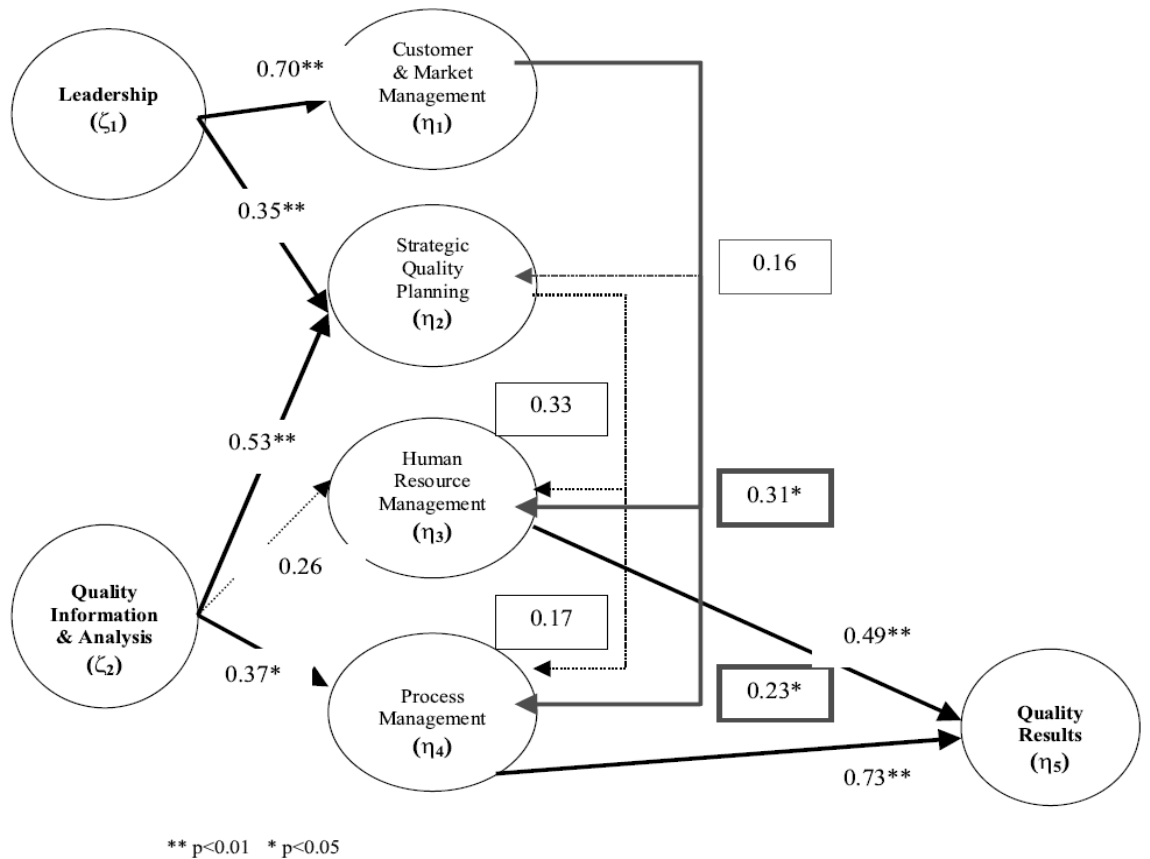 Customer
& Market
Management
(η1)
0.70**
Leadership
(ζ1)
0.35**
Strategic
Quality
Planning
(η2)
0.16
0.33
0.53**
Human
Resource
Management
(η3)
0.31*
0.26
Quality
Information
& Analysis
(ζ2)
0.17
0.49**
0.37*
0.23*
Process
Management
(η4)
Quality
Results
(η5)
0.73**
** p<0.01 * p<0.05